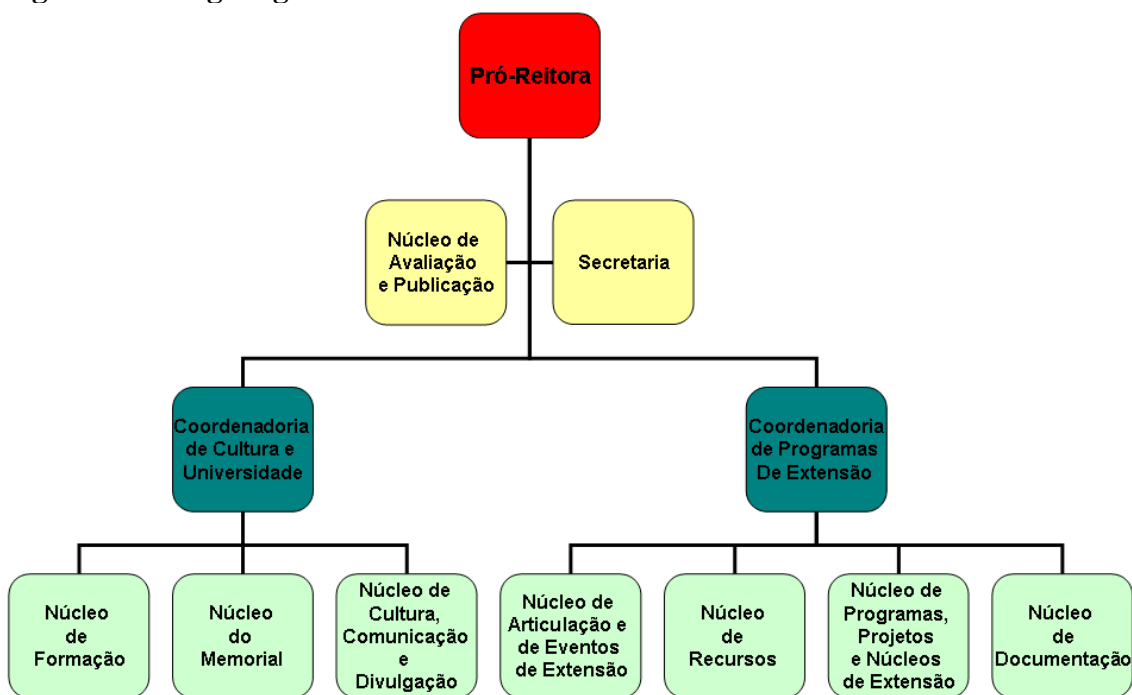 Pró-Reitora
Núcleo de
Avaliação
e Publicação
Secretaria
Coordenadoria
de Cultura e
Universidade
Coordenadoria
de Programas
De Extensão
Núcleo
de
Formação
Núcleo
do
Memorial
Núcleo de
Cultura,
Comunicação
e
Divulgação
Núcleo de
Articulação e
de Eventos
de Extensão
Núcleo
de
Recursos
Núcleo de
Programas,
Projetos
e Núcleos
de Extensão
Núcleo
de
Documentação